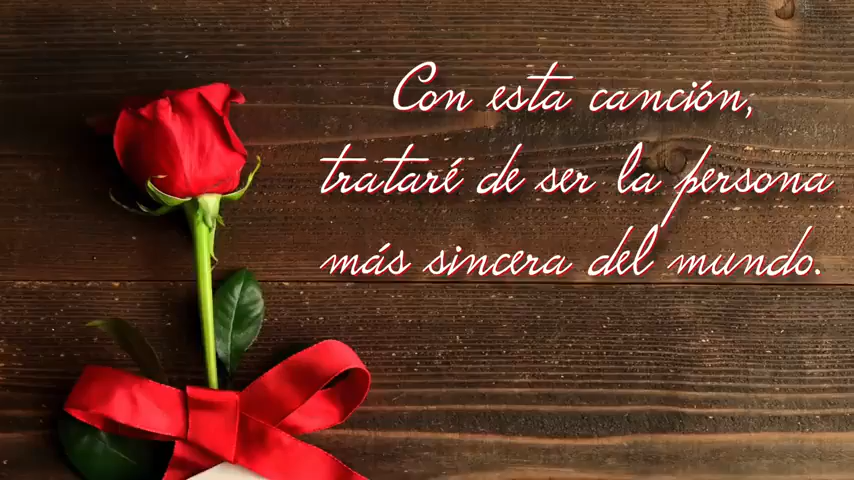 Con esta canción,
trataré de ser la persona
más sincera del mundo.